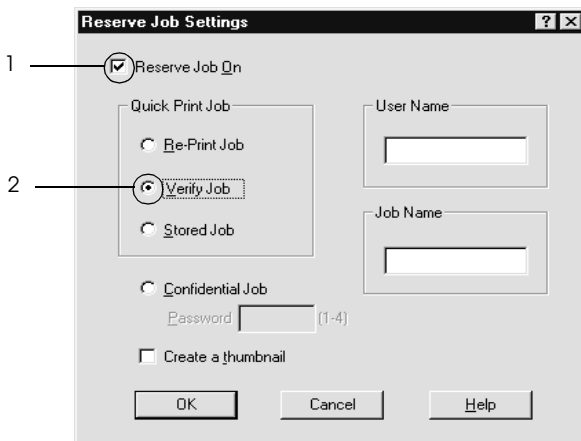 Reserve Job Settings
1
Reserve Job On
Quick Print Job
User Name
Re-Print Job
2
Verify Job
Job Name
Stored Job
Confidential Job
Password (1-4)
Create a thumbnail
OK Cancel Help